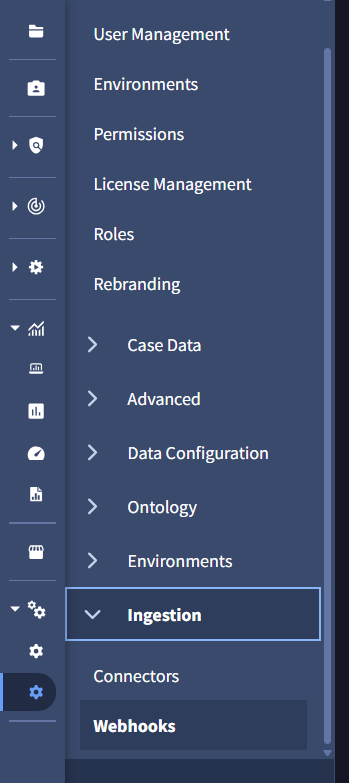 User Management
Environments
Permissions
License Management
Roles
Rebranding
Case Data
Advanced
Data Configuration
Ontology
Environments
Ingestion
Connectors
Webhooks